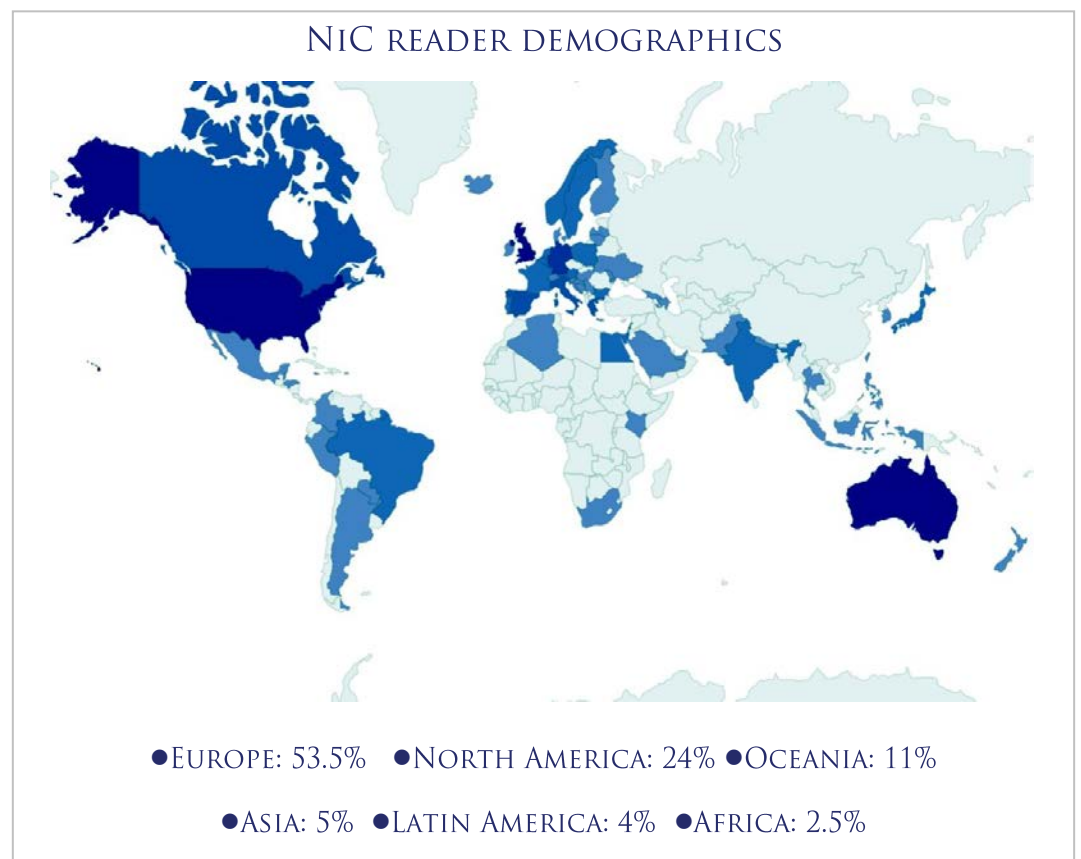 NiC READER DEMOGRAPHICS
●EUROPE: 53.5% ●NORTH AMERICA: 24% ●OCEANIA: 11%
●ASIA: 5% ●LATIN AMERICA: 4% ●AFRICA: 2.5%